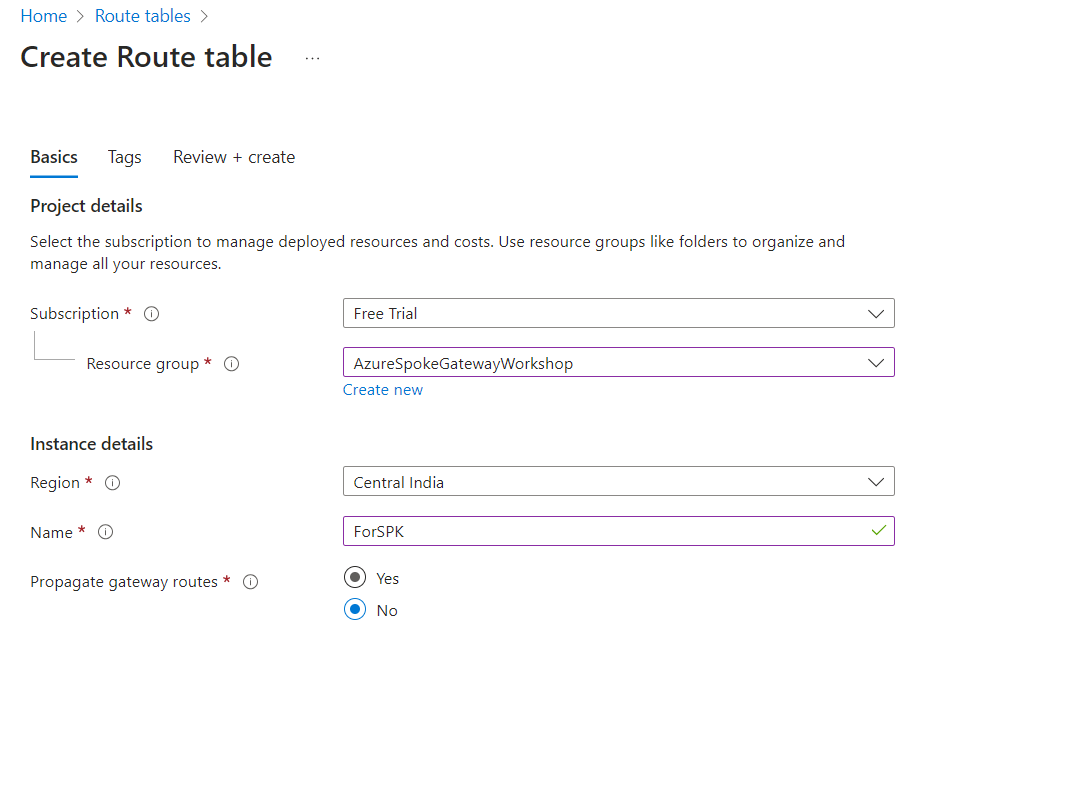 Home > Route tables >
Create Route table ...
Basics Tags Review + create
Project details
Select the subscription to manage deployed resources and costs. Use resource groups like folders to organize and
manage all your resources.
Subscription * Free Trial
Resource group * AzureSpokeGatewayWorkshop
Create new
Instance details
Region * Central India
Name * ForSPK
Propagate gateway routes * Yes
No